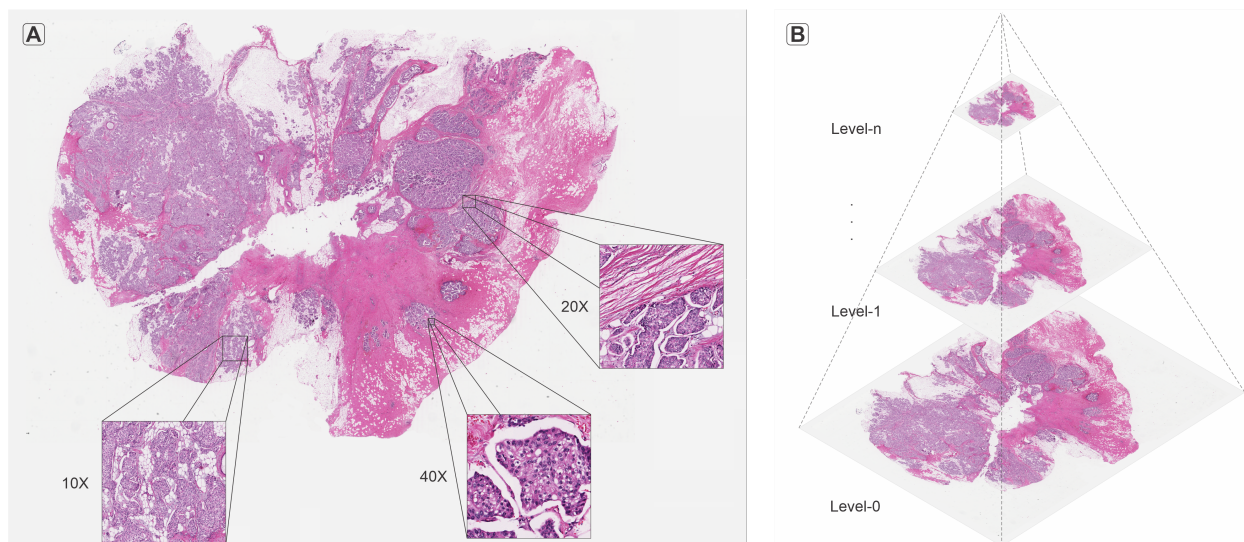 A
20X
10X
40X
B
Level-n
.
.
.
Level-1
Level-0